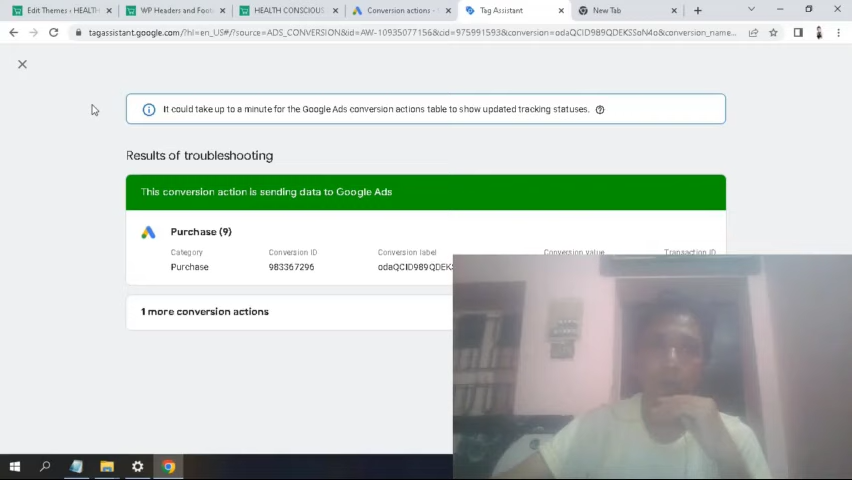 Edit Themes ‹ HEALTH
WP Headers and Foot
HEALTH CONSCIOUS
Conversion actions -
Tag Assistant
New Tab
tagassistant.google.com/?hl=en_US#/?source=ADS_CONVERSION&id=AW-10935077156&cid=975991593&conversion=odaQCID989QDEKSSoN4o&conversion_name...
It could take up to a minute for the Google Ads conversion actions table to show updated tracking statuses.
Results of troubleshooting
This conversion action is sending data to Google Ads
Purchase (9)
Category Conversion ID Conversion label Conversion value Transaction ID
Purchase 983367296 odaQCID989QDEKS
1 more conversion actions